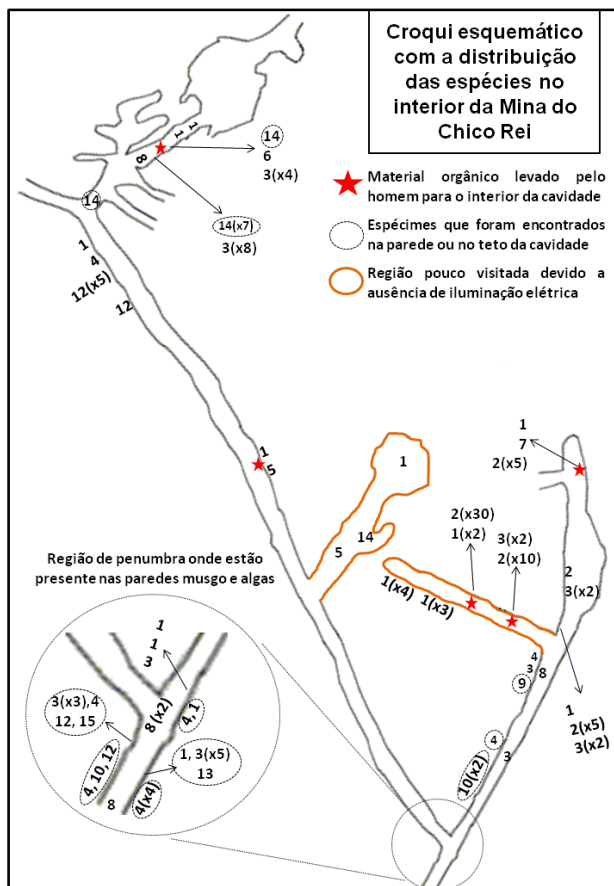 Croqui esquemático
com a distribuição
das espécies no
interior da Mina do
Chico Rei
Material orgânico levado pelo
homem para o interior da cavidade
Espécimes que foram encontrados
na parede ou no teto da cavidade
Região pouco visitada devido a
ausência de iluminação elétrica
1
1
8
14
6
3(x4)
14(x7)
3(x8)
14
1
4
12(x5)
12
1
5
1
14
5
1
7
2(x5)
2(x30)
1(x2)
3(x2)
2(x10)
1(x4)
1(x3)
2
3(x2)
4
3
8
9
1
2(x5)
3(x2)
4
3
10(x2)
Região de penumbra onde estão
presente nas paredes musgo e algas
1
1
3
8(x2)
4,1
3(x3),4
12, 15
4, 10, 12
1, 3(x5)
13
4(x4)
8